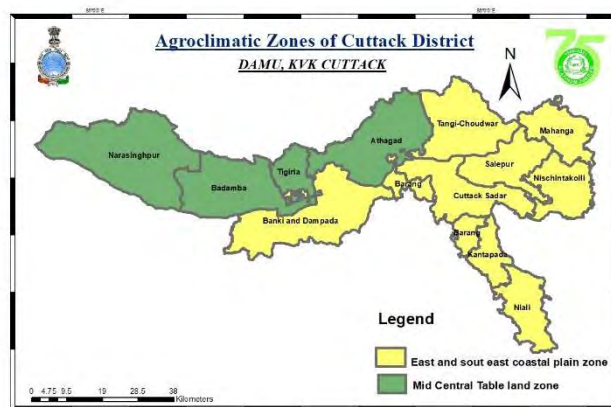 Agroclimatic Zones of Cuttack District
DAMU, KVK CUTTACK
N
75
Narasinghpur
Badamba
Tigiria
Athagad
Banki and Dampada
Barang
Tangi-Choudwar
Mahanga
Salepur
Nischintakoili
Cuttack Sadar
Barang
Kantapada
Niali
Legend
East and sout east coastal plain zone
Mid Central Table land zone
0 4.75 9.5 19 28.5 38
Kilometers